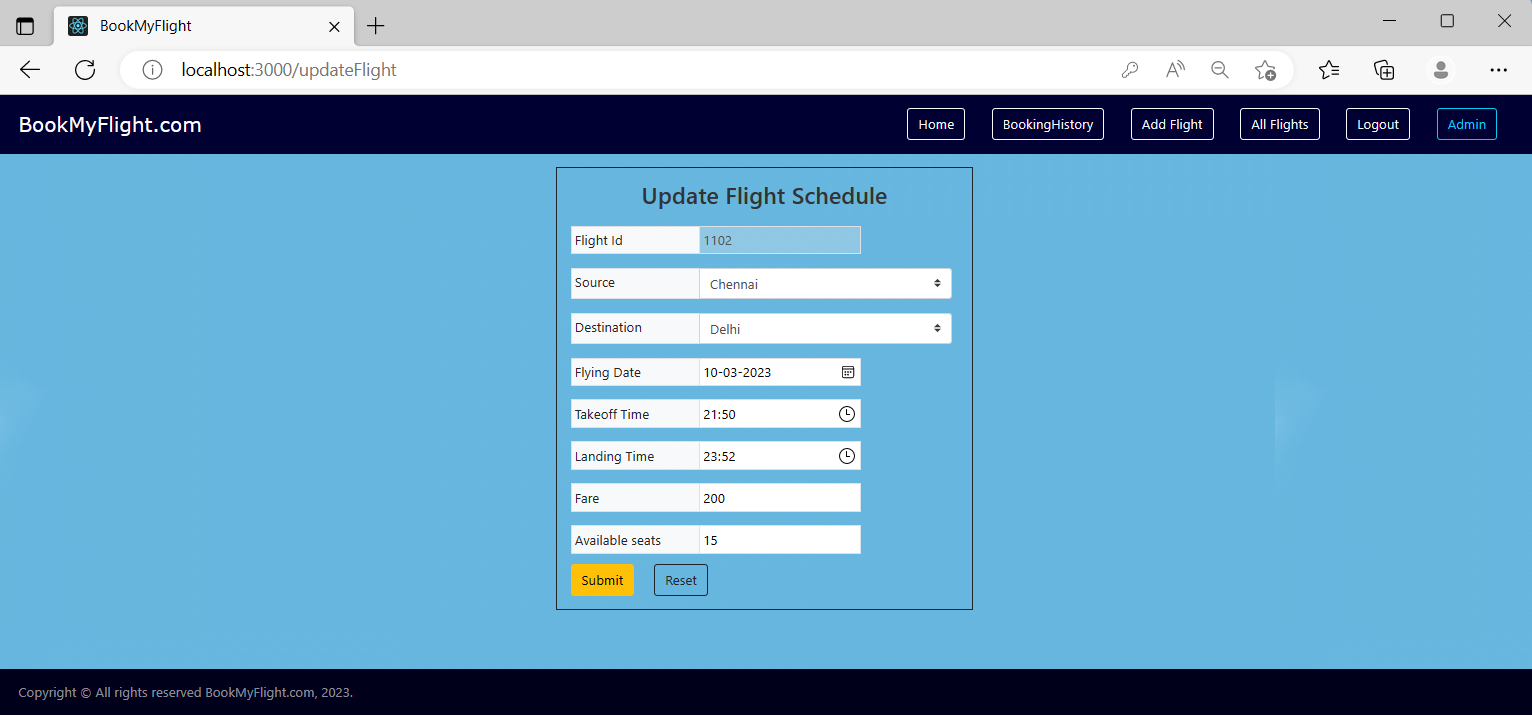 BookMyFlight
localhost:3000/updateFlight
BookMyFlight.com Home BookingHistory Add Flight All Flights Logout Admin
Update Flight Schedule
Flight Id 1102
Source Chennai
Destination Delhi
Flying Date 10-03-2023
Takeoff Time 21:50
Landing Time 23:52
Fare 200
Available seats 15
Submit Reset
Copyright © All rights reserved BookMyFlight.com, 2023.